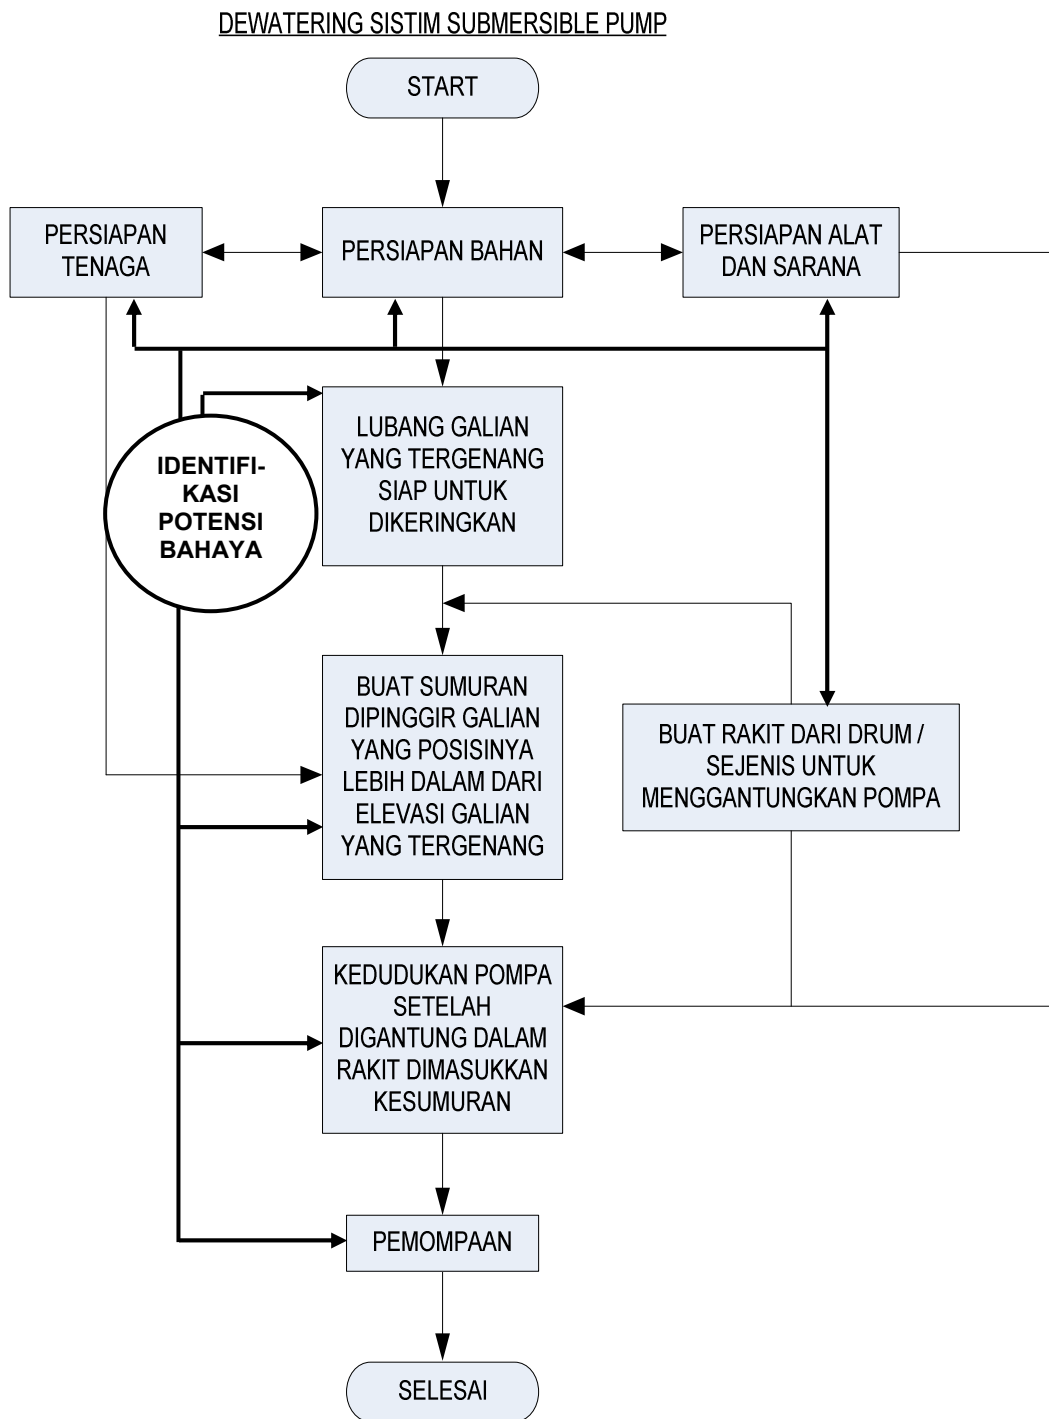 DEWATERING SISTIM SUBMERSIBLE PUMP
START
PERSIAPAN
TENAGA
PERSIAPAN BAHAN
PERSIAPAN ALAT
DAN SARANA
LUBANG GALIAN
YANG TERGENANG
SIAP UNTUK
DIKERINGKAN
IDENTIFI-
KASI
POTENSI
BAHAYA
BUAT SUMURAN
DIPINGGIR GALIAN
YANG POSISINYA
LEBIH DALAM DARI
ELEVASI GALIAN
YANG TERGENANG
BUAT RAKIT DARI DRUM /
SEJENIS UNTUK
MENGGANTUNGKAN POMPA
KEDUDUKAN POMPA
SETELAH
DIGANTUNG DALAM
RAKIT DIMASUKKAN
KESUMURAN
PEMOMPAAN
SELESAI